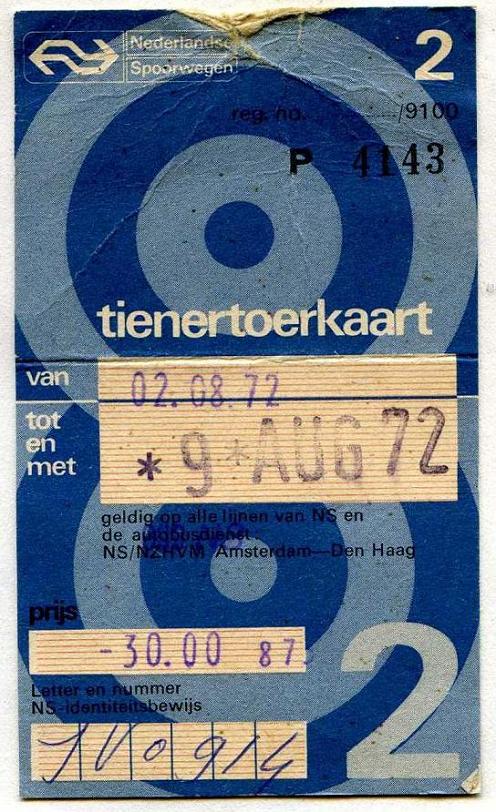 Nederlandse
Spoorwegen
2
reg. no. /9100
P 4143
tienertoerkaart
van
02.08.72
tot
en
met
* 9 * AUG 72
geldig op alle lijnen van NS en
de autobusdienst:
NS/NZHVM Amsterdam—Den Haag
prijs
-30.00 87
Letter en nummer
NS-identiteitsbewijs
2